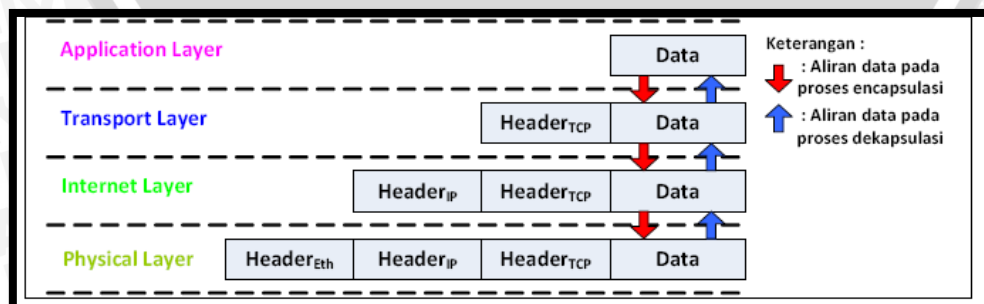 Application Layer
Data
Keterangan :
: Aliran data pada
proses encapsulasi
: Aliran data pada
proses dekapsulasi
Transport Layer
HeaderTCP
Data
Internet Layer
HeaderIP
HeaderTCP
Data
Physical Layer
HeaderEth
HeaderIP
HeaderTCP
Data